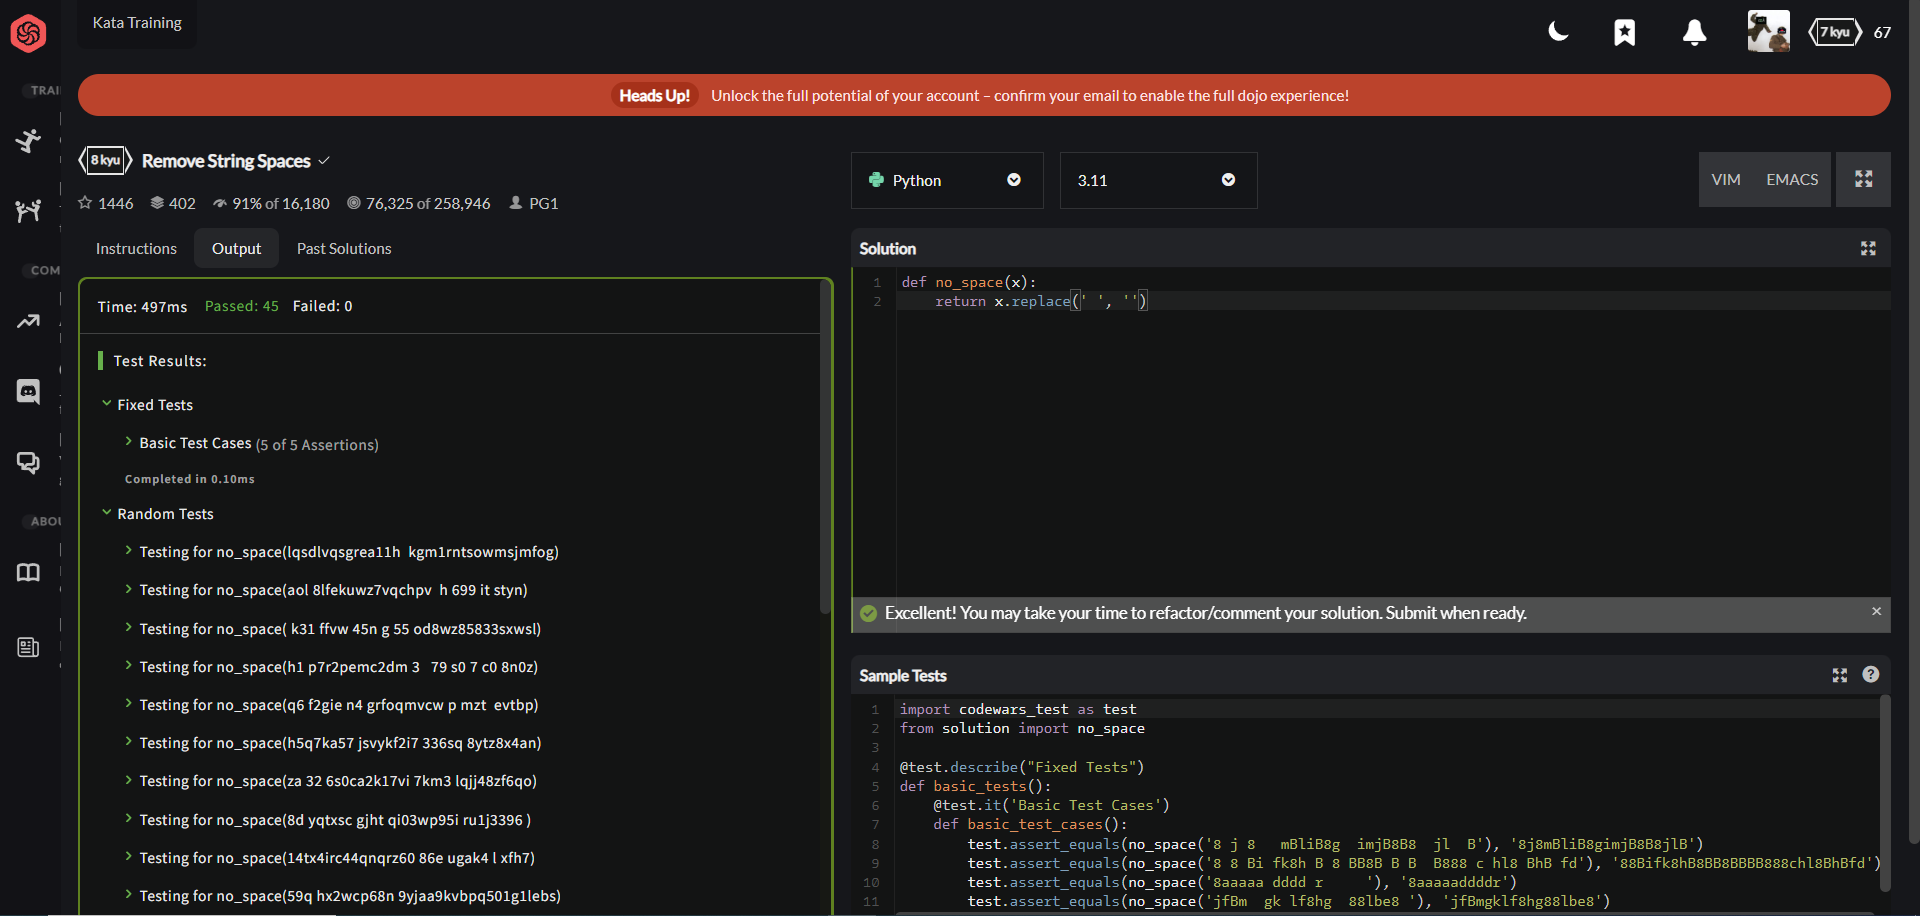 Kata Training
7 kyu 67
TRAI
Heads Up! Unlock the full potential of your account – confirm your email to enable the full dojo experience!
8 kyu Remove String Spaces
1446 402 91% of 16,180 76,325 of 258,946 PG1
Instructions Output Past Solutions
COM
ABOU
Time: 497ms Passed: 45 Failed: 0
Test Results:
Fixed Tests
Basic Test Cases (5 of 5 Assertions)
Completed in 0.10ms
Random Tests
Testing for no_space(lqsdlvqsgrea11h  kgm1rntsowmsjmfog)
Testing for no_space(aol 8lfekuwz7vqchpv  h 699 it styn)
Testing for no_space( k31 ffvw 45n g 55 od8wz85833sxwsl)
Testing for no_space(h1 p7r2pemc2dm 3   79 s0 7 c0 8n0z)
Testing for no_space(q6 f2gie n4 grfoqmvcw p mzt  evtbp)
Testing for no_space(h5q7ka57 jsvykf2i7 336sq 8ytz8x4an)
Testing for no_space(za 32 6s0ca2k17vi 7km3 lqjj48zf6qo)
Testing for no_space(8d yqtxsc gjht qi03wp95i ru1j3396 )
Testing for no_space(14tx4irc44qnqrz60 86e ugak4 l xfh7)
Testing for no_space(59q hx2wcp68n 9yjaa9kvbpq501g1lebs)
Python 3.11 VIM EMACS
Solution
1 def no_space(x):
2     return x.replace(' ', '')
Excellent! You may take your time to refactor/comment your solution. Submit when ready.
Sample Tests
1 import codewars_test as test
2 from solution import no_space
3
4 @test.describe("Fixed Tests")
5 def basic_tests():
6     @test.it('Basic Test Cases')
7     def basic_test_cases():
8         test.assert_equals(no_space('8 j 8   mBliB8g  imjB8B8  jl  B'), '8j8mBliB8gimjB8B8jlB')
9         test.assert_equals(no_space('8 8 Bi fk8h B 8 BB8B B B  B888 c hl8 BhB fd'), '88Bifk8hB8BB8BBBB888chl8BhBfd')
10         test.assert_equals(no_space('8aaaaa dddd r     '), '8aaaaaddddr')
11         test.assert_equals(no_space('jfBm  gk lf8hg  88lbe8 '), 'jfBmgklf8hg88lbe8')